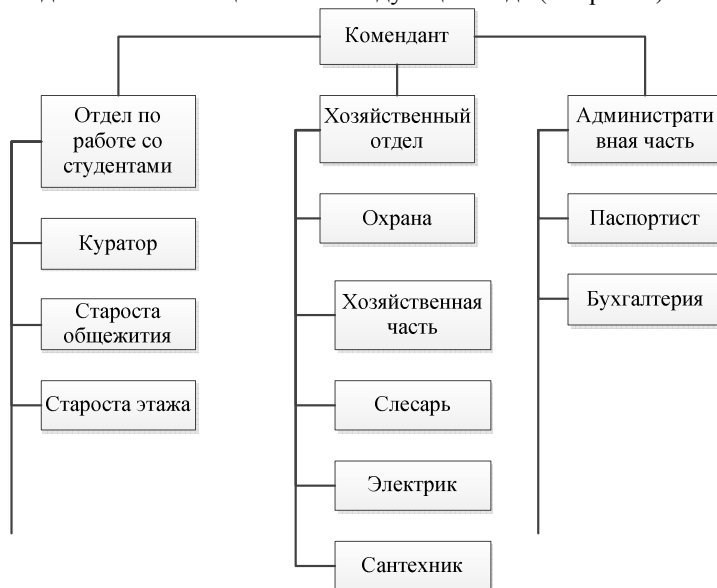 Комендант
Отдел по
работе со
студентами
Куратор
Староста
общежития
Староста этажа
Хозяйственный
отдел
Охрана
Хозяйственная
часть
Слесарь
Электрик
Сантехник
Администрати
вная часть
Паспортист
Бухгалтерия